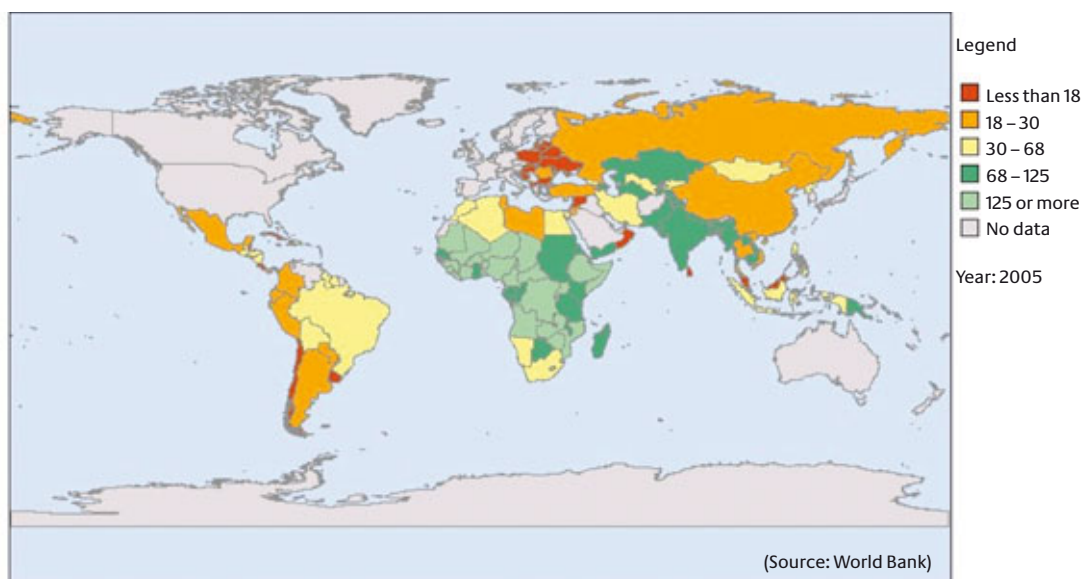 Legend
Less than 18
18 – 30
30 – 68
68 – 125
125 or more
No data
Year: 2005
(Source: World Bank)